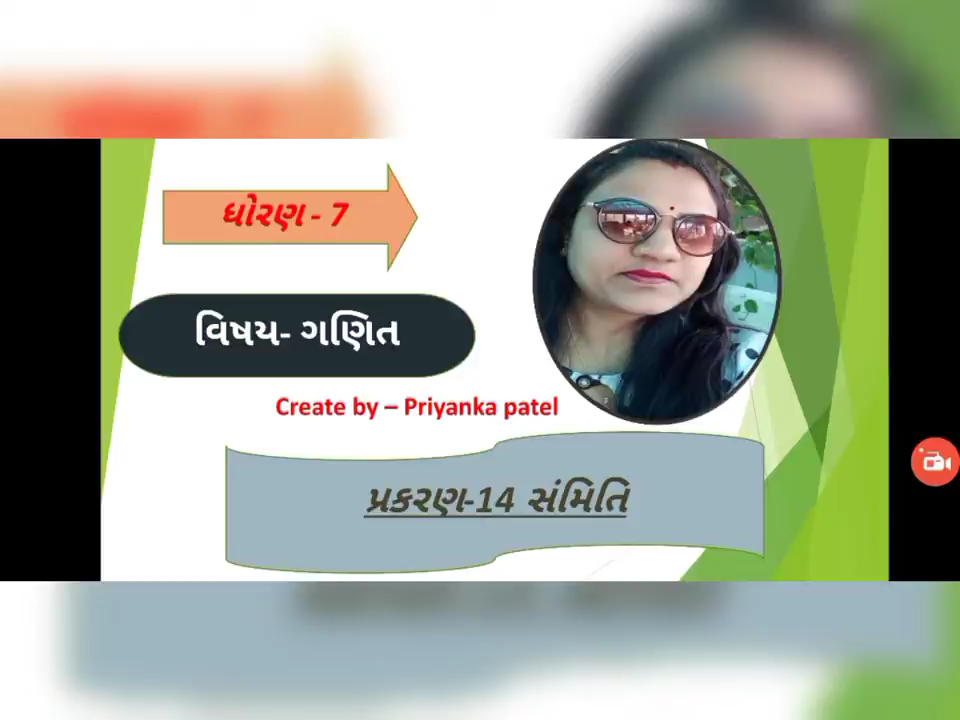 ધોરણ - 7
વિષય- ગણિત
Create by – Priyanka patel
પ્રકરણ-14 સંમિતિ